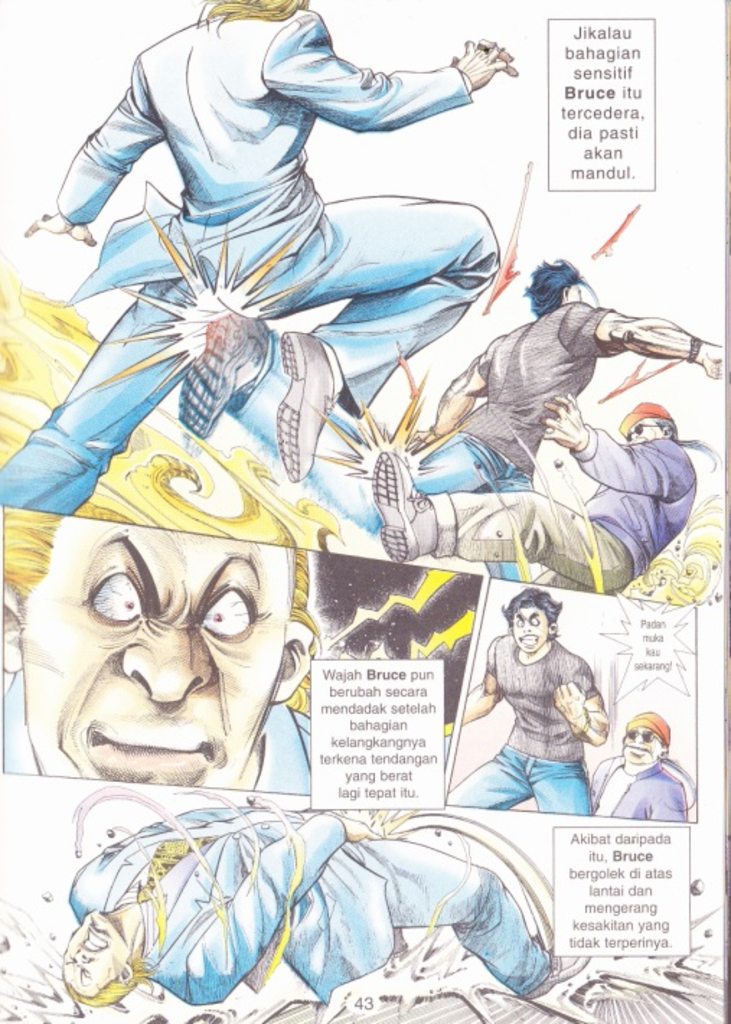 Jikalau
bahagian
sensitif
Bruce itu
tercedera,
dia pasti
akan
mandul.
Wajah Bruce pun
berubah secara
mendadak setelah
bahagian
kelangkangnya
terkena tendangan
yang berat
lagi tepat itu.
Padan
muka
kau
sekarang!
Akibat daripada
itu, Bruce
bergolek di atas
lantai dan
mengerang
kesakitan yang
tidak terperinya.
43